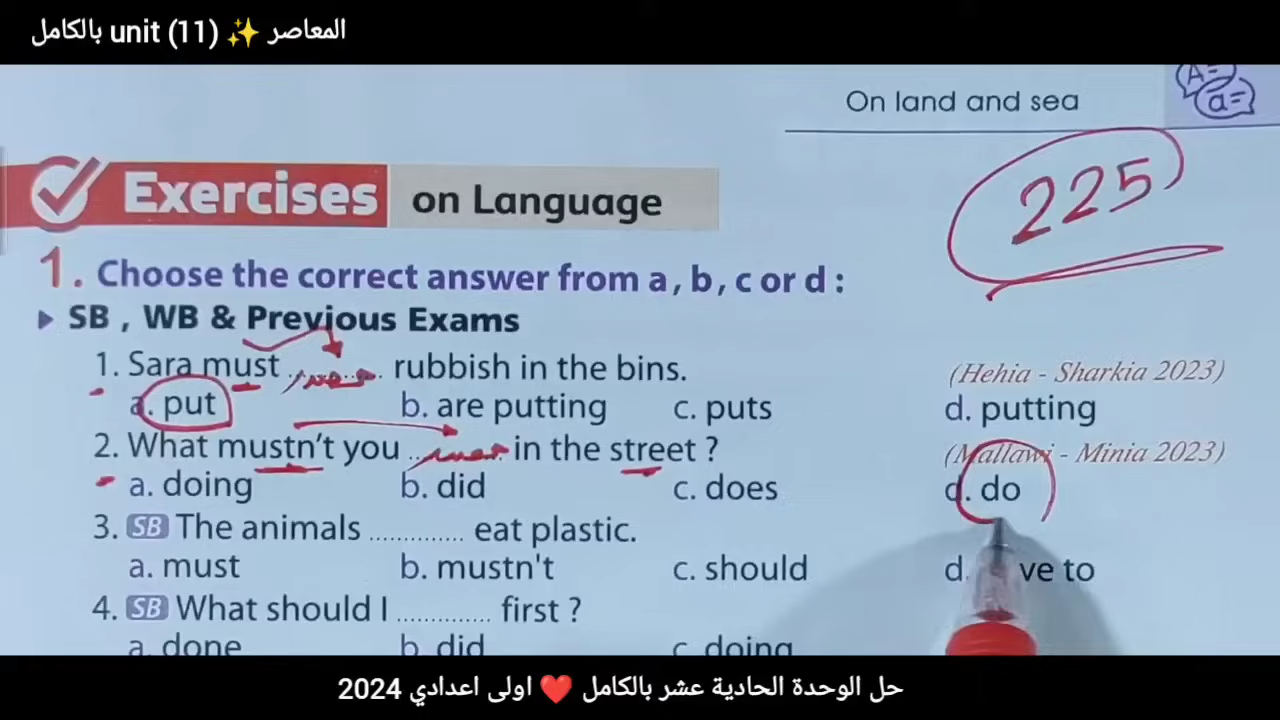 المعاصر ✨ unit (11) بالكامل
On land and sea
A=
a=
225
Exercises on Language
1. Choose the correct answer from a, b, c or d :
SB , WB & Previous Exams
1. Sara must مصدر rubbish in the bins. (Hehia - Sharkia 2023)
a. put b. are putting c. puts d. putting
2. What mustn't you مصدر in the street ? (Mallawi - Minia 2023)
a. doing b. did c. does d. do
3. SB The animals .............. eat plastic.
a. must b. mustn't c. should d. ve to
4. SB What should I .............. first ?
a. done b. did c. doing
حل الوحدة الحادية عشر بالكامل ❤️ اولى اعدادي 2024